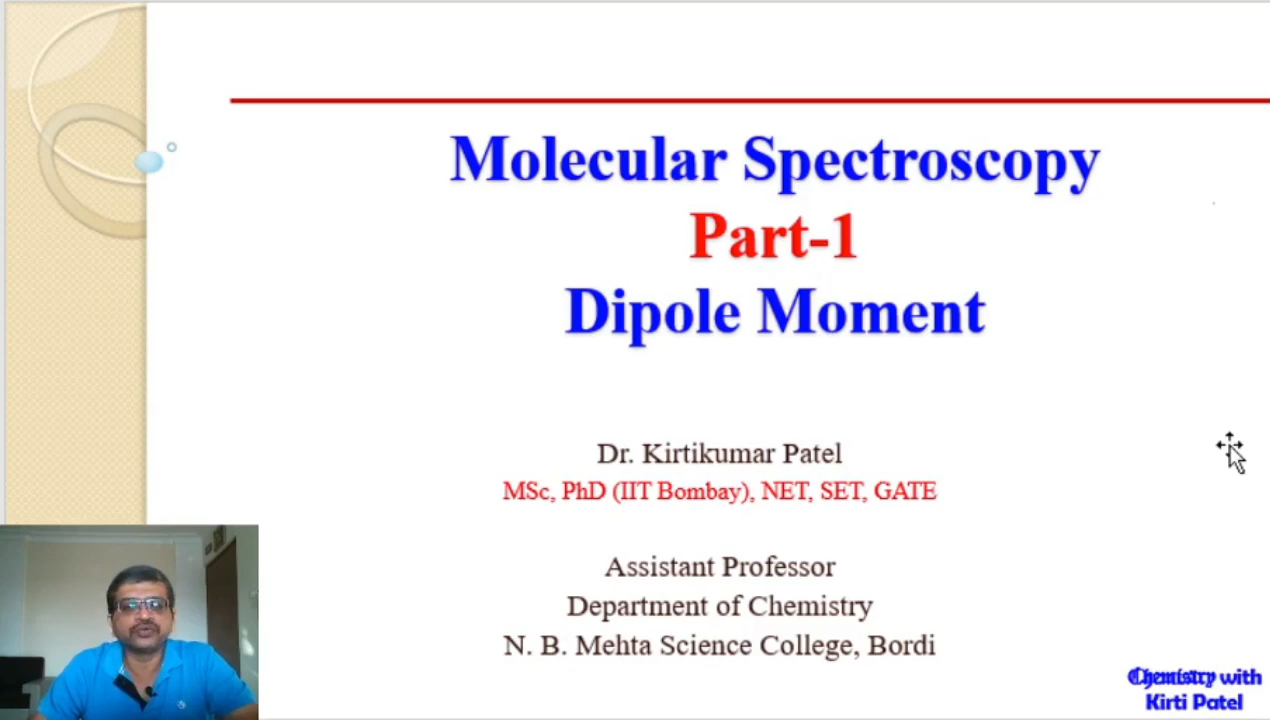 Molecular Spectroscopy
Part-1
Dipole Moment
Dr. Kirtikumar Patel
MSc, PhD (IIT Bombay), NET, SET, GATE
Assistant Professor
Department of Chemistry
N. B. Mehta Science College, Bordi
Chemistry with
Kirti Patel